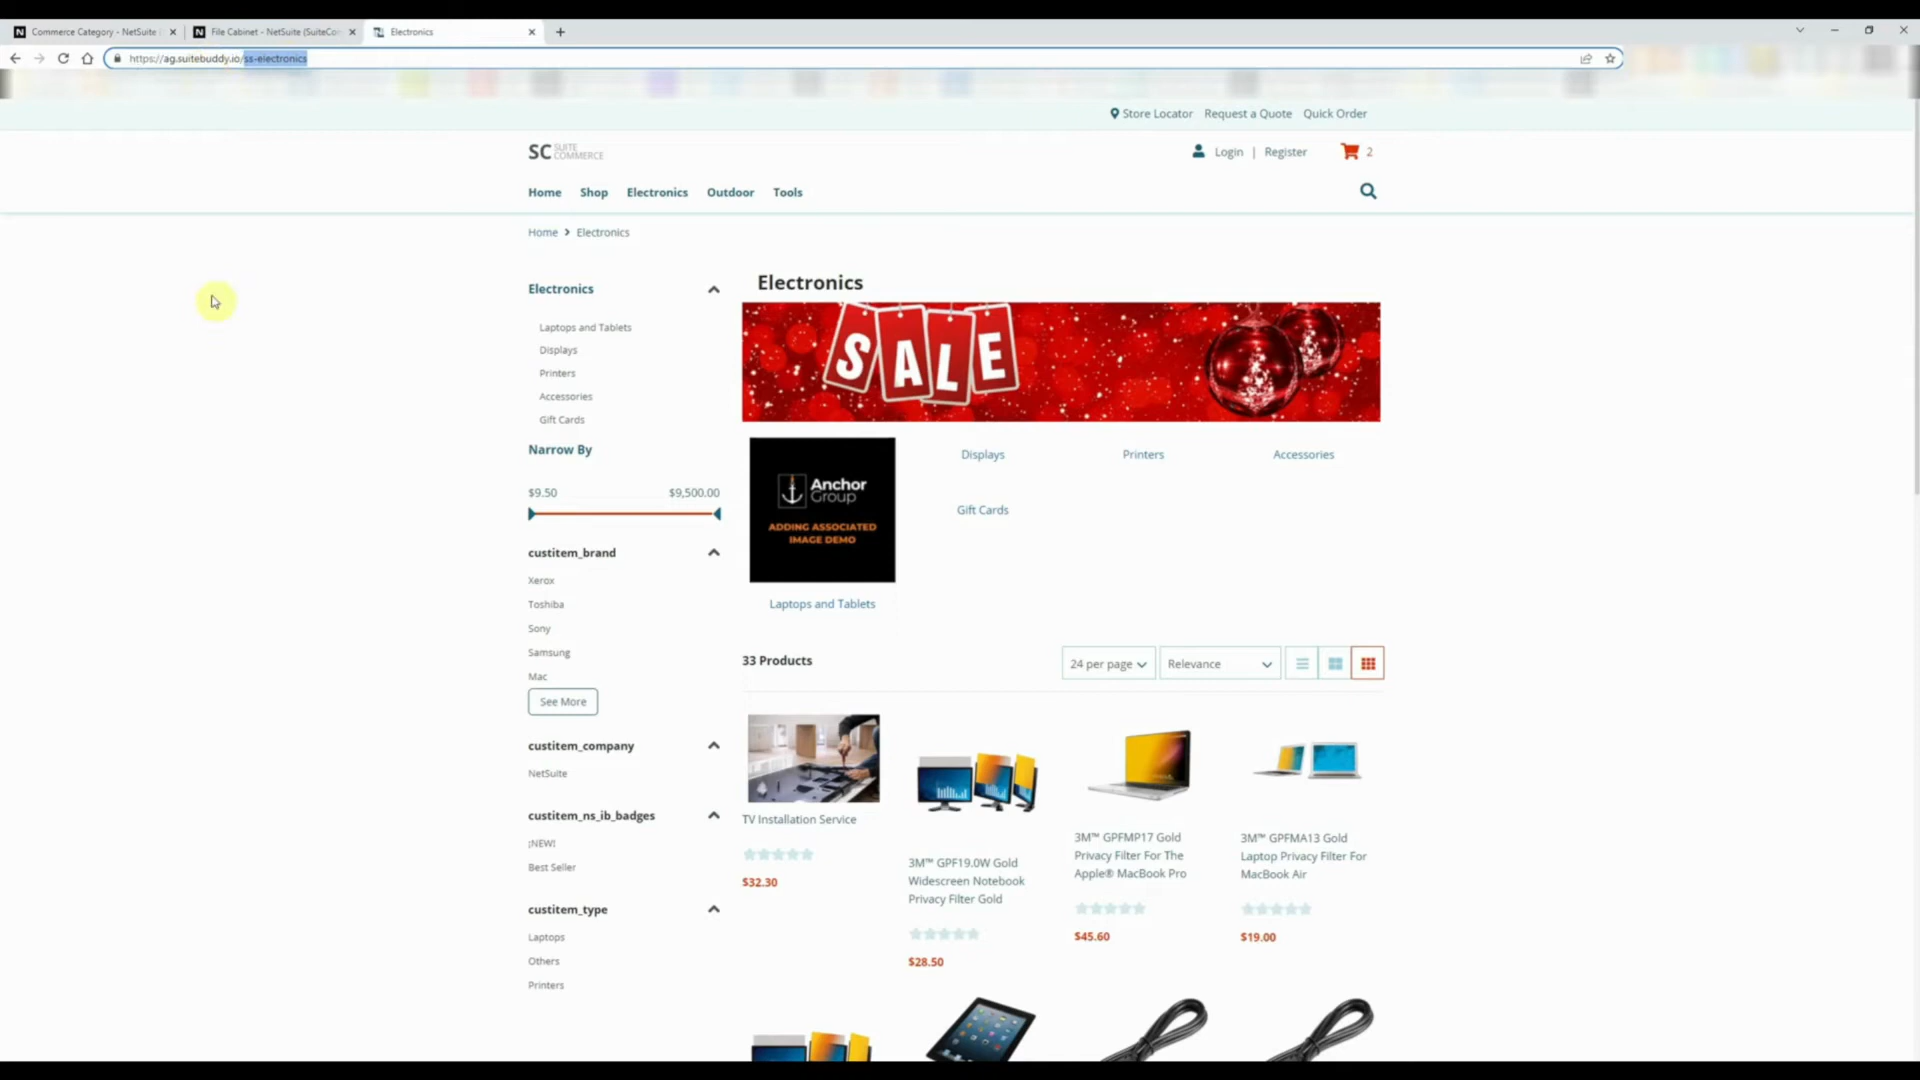 Commerce Category - NetSuite
File Cabinet - NetSuite (SuiteCo
Electronics
https://ag.suitebuddy.io/ss-electronics
Store Locator
Request a Quote
Quick Order
SC SUITE COMMERCE
Login | Register
2
Home
Shop
Electronics
Outdoor
Tools
Home > Electronics
Electronics
Laptops and Tablets
Displays
Printers
Accessories
Gift Cards
Narrow By
$9.50
$9,500.00
custitem_brand
Xerox
Toshiba
Sony
Samsung
Mac
See More
custitem_company
NetSuite
custitem_ns_ib_badges
¡NEW!
Best Seller
custitem_type
Laptops
Others
Printers
Electronics
SALE
Anchor
Group
ADDING ASSOCIATED
IMAGE DEMO
Laptops and Tablets
Displays
Printers
Accessories
Gift Cards
33 Products
24 per page
Relevance
TV Installation Service
$32.30
3M™ GPF19.0W Gold
Widescreen Notebook
Privacy Filter Gold
$28.50
3M™ GPFMP17 Gold
Privacy Filter For The
Apple® MacBook Pro
$45.60
3M™ GPFMA13 Gold
Laptop Privacy Filter For
MacBook Air
$19.00